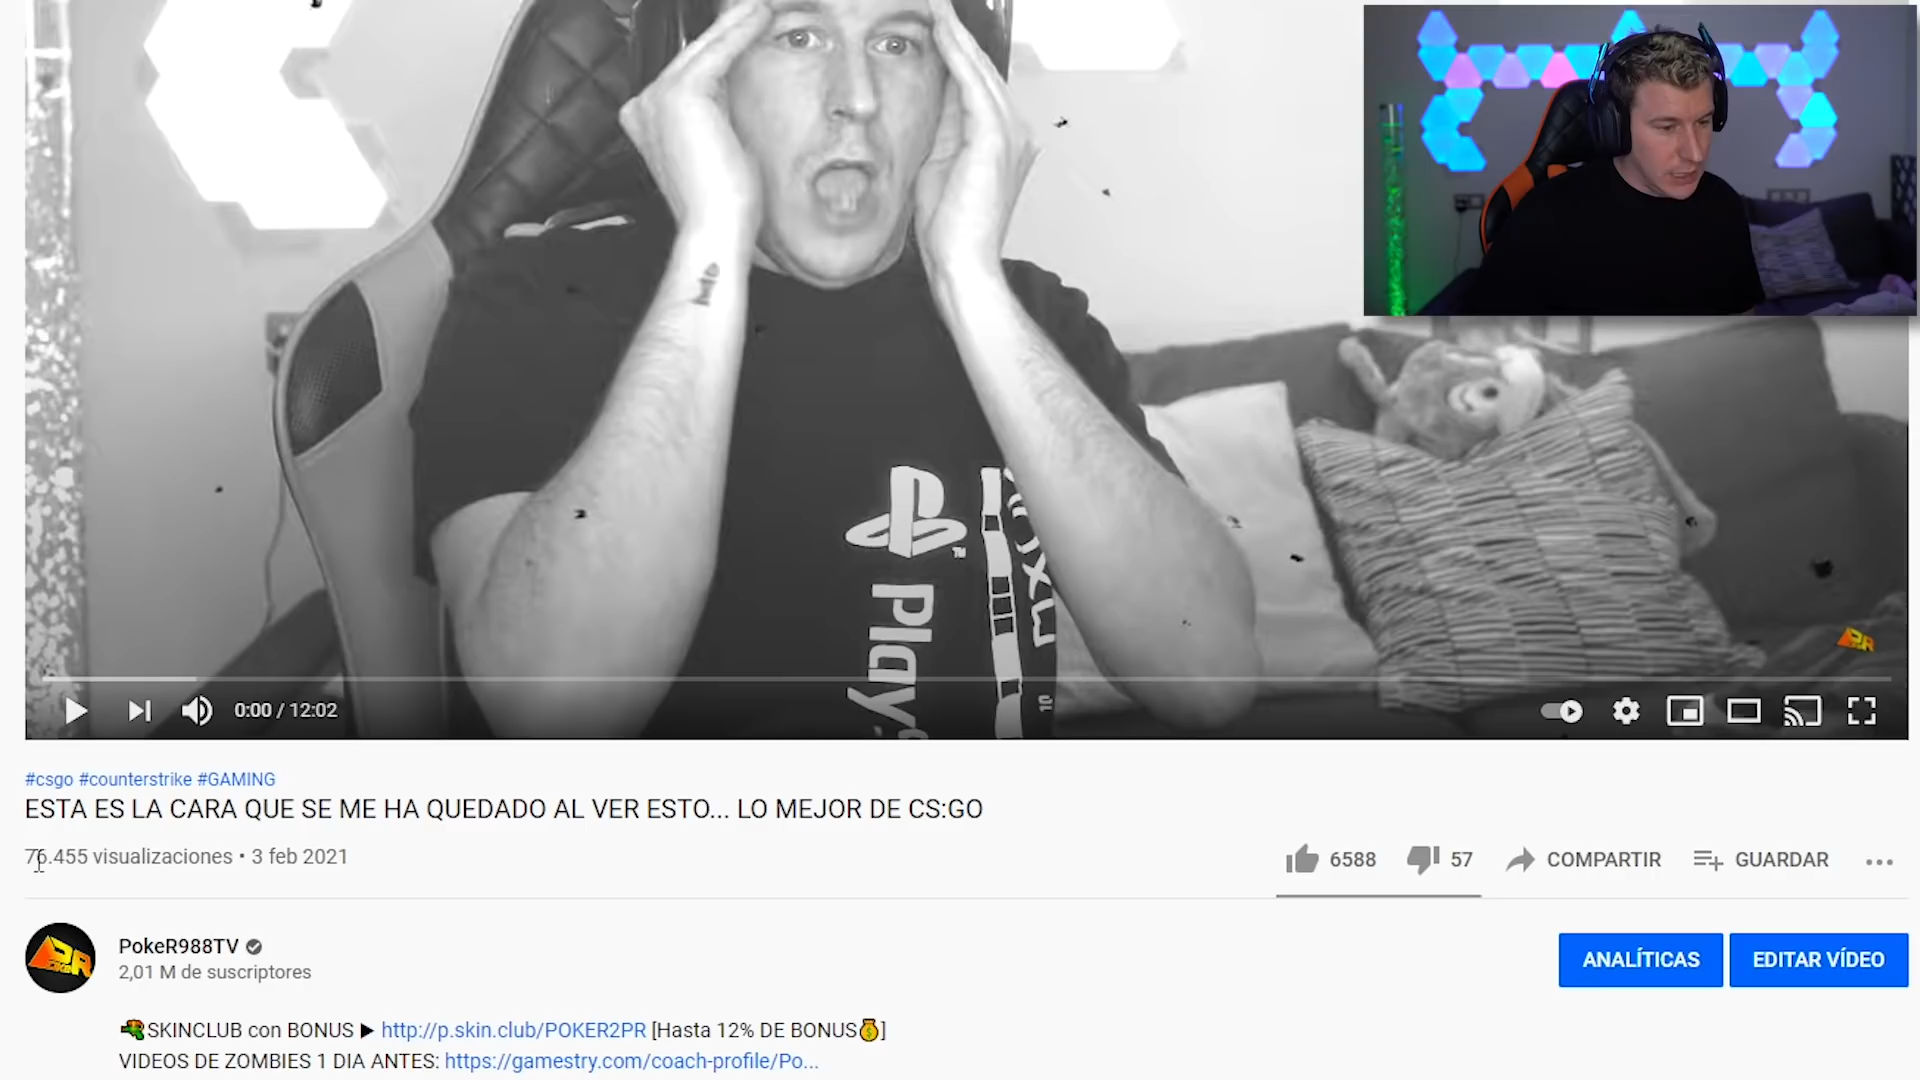 Play
0:00 / 12:02
#csgo #counterstrike #GAMING
ESTA ES LA CARA QUE SE ME HA QUEDADO AL VER ESTO... LO MEJOR DE CS:GO
76.455 visualizaciones • 3 feb 2021
6588 57 COMPARTIR GUARDAR
PokeR988TV
2,01 M de suscriptores
ANALÍTICAS EDITAR VÍDEO
SKINCLUB con BONUS ▶ http://p.skin.club/POKER2PR [Hasta 12% DE BONUS💰]
VIDEOS DE ZOMBIES 1 DIA ANTES: https://gamestry.com/coach-profile/Po...